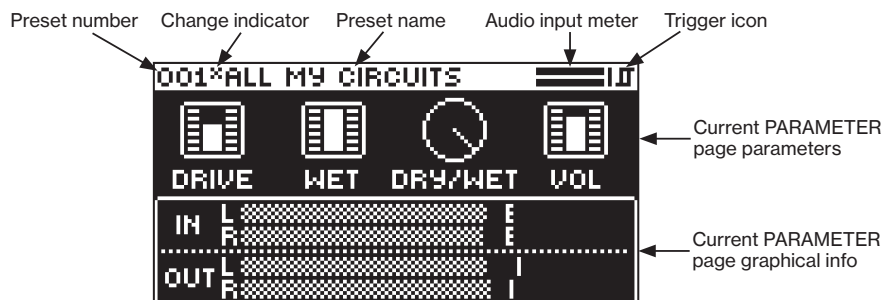 Preset number Change indicator Preset name Audio input meter Trigger icon
001*ALL MY CIRCUITS
DRIVE WET DRY/WET VOL
Current PARAMETER
page parameters
IN L
R
OUT L
R
Current PARAMETER
page graphical info